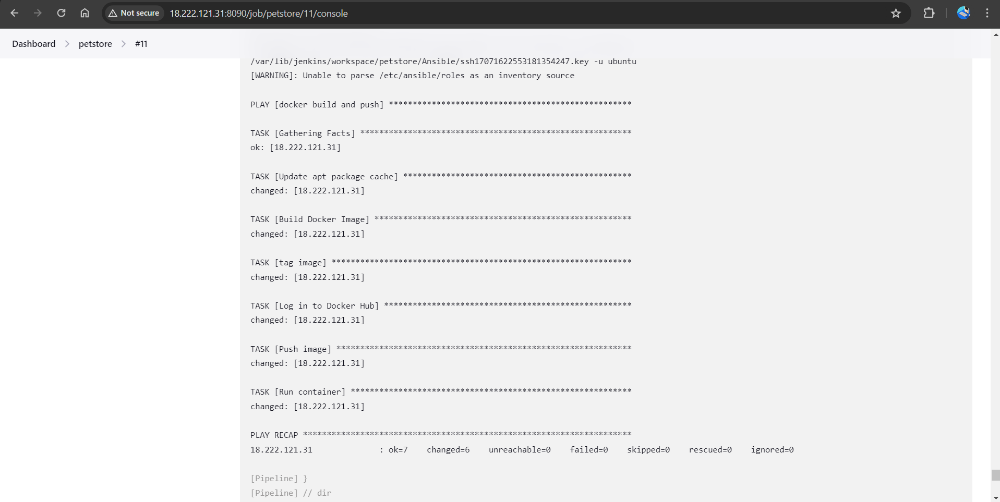 Not secure 18.222.121.31:8090/job/petstore/11/console
Dashboard > petstore > #11
/var/lib/jenkins/workspace/petstore/Ansible/ssh17071622553181354247.key -u ubuntu
[WARNING]: Unable to parse /etc/ansible/roles as an inventory source
PLAY [docker build and push] ***************************************************
TASK [Gathering Facts] *********************************************************
ok: [18.222.121.31]
TASK [Update apt package cache] ************************************************
changed: [18.222.121.31]
TASK [Build Docker Image] ******************************************************
changed: [18.222.121.31]
TASK [tag image] ***************************************************************
changed: [18.222.121.31]
TASK [Log in to Docker Hub] ****************************************************
changed: [18.222.121.31]
TASK [Push image] **************************************************************
changed: [18.222.121.31]
TASK [Run container] ***********************************************************
changed: [18.222.121.31]
PLAY RECAP *********************************************************************
18.222.121.31              : ok=7    changed=6    unreachable=0    failed=0    skipped=0    rescued=0    ignored=0
[Pipeline] }
[Pipeline] // dir